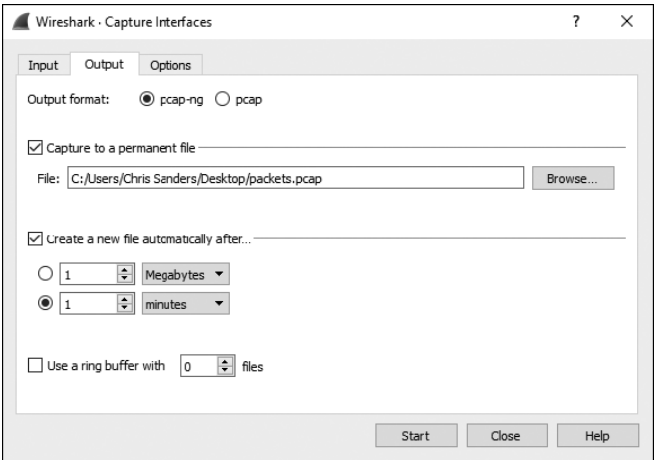 Wireshark · Capture Interfaces ?
Input Output Options
Output format: pcap-ng pcap
Capture to a permanent file
File: C:/Users/Chris Sanders/Desktop/packets.pcap Browse...
Create a new file automatically after...
1 Megabytes
1 minutes
Use a ring buffer with 0 files
Start Close Help